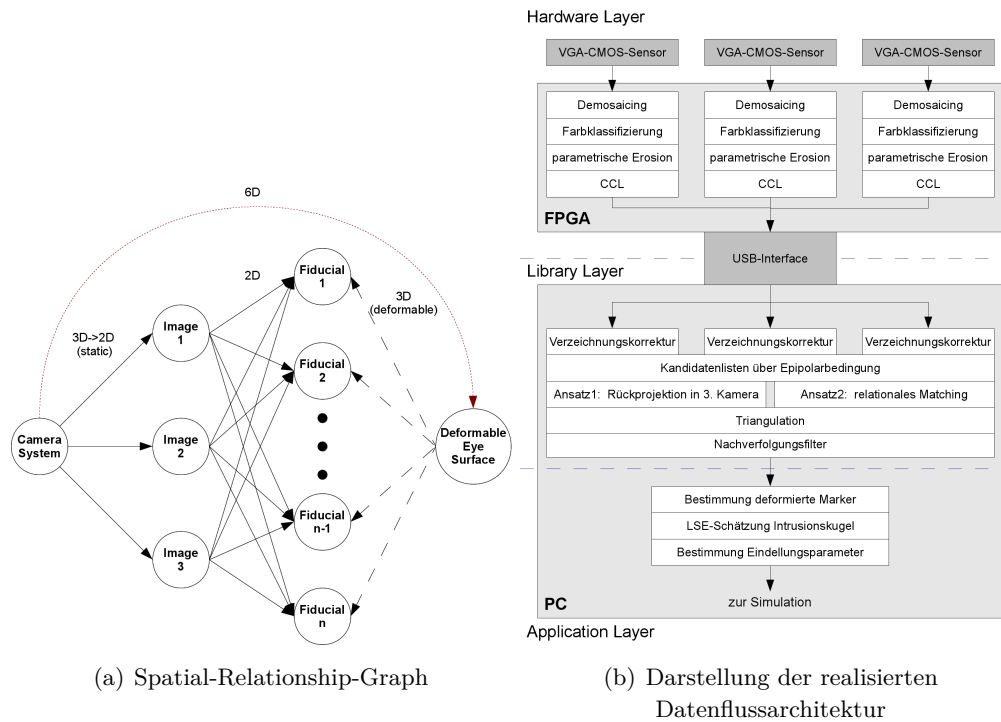 6D
2D
3D
(deformable)
3D->2D
(static)
Fiducial
1
Image
1
Fiducial
2
Camera
System
Image
2
Deformable
Eye
Surface
Fiducial
n-1
Image
3
Fiducial
n
(a) Spatial-Relationship-Graph
Hardware Layer
VGA-CMOS-Sensor VGA-CMOS-Sensor VGA-CMOS-Sensor
Demosaicing Demosaicing Demosaicing
Farbklassifizierung Farbklassifizierung Farbklassifizierung
parametrische Erosion parametrische Erosion parametrische Erosion
CCL CCL CCL
FPGA
USB-Interface
Library Layer
Verzeichnungskorrektur Verzeichnungskorrektur Verzeichnungskorrektur
Kandidatenlisten über Epipolarbedingung
Ansatz1: Rückprojektion in 3. Kamera Ansatz2: relationales Matching
Triangulation
Nachverfolgungsfilter
Bestimmung deformierte Marker
LSE-Schätzung Intrusionskugel
Bestimmung Eindellungsparameter
PC
zur Simulation
Application Layer
(b) Darstellung der realisierten
Datenflussarchitektur